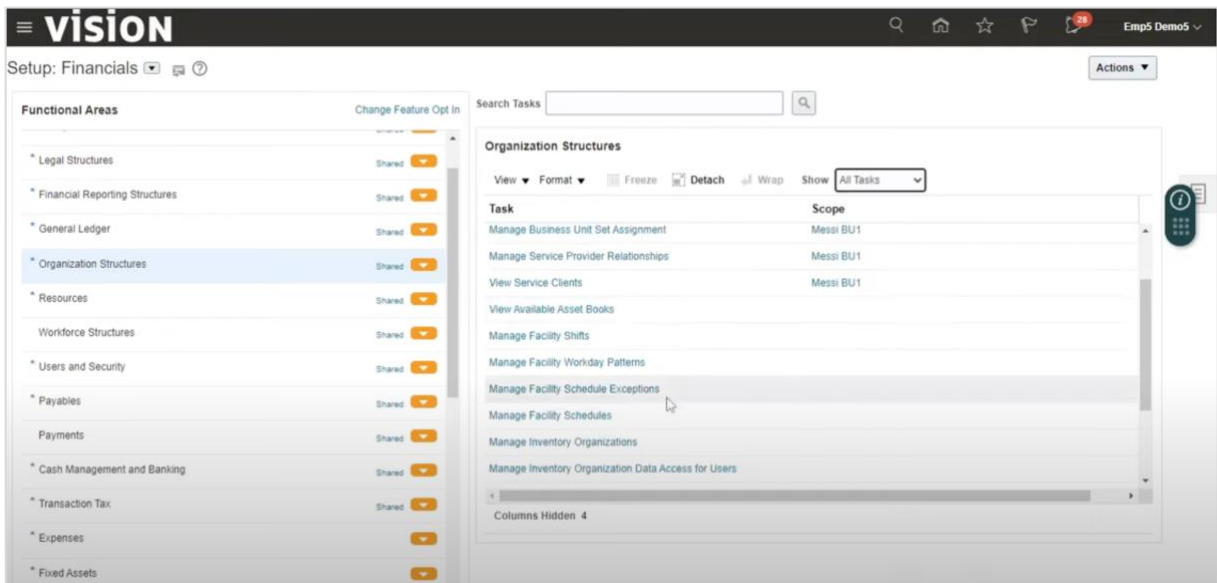 VISION
28
Emp5 Demo5
Setup: Financials
Actions
Functional Areas
Change Feature Opt In
Search Tasks
* Legal Structures
Shared
* Financial Reporting Structures
Shared
* General Ledger
Shared
* Organization Structures
Shared
* Resources
Shared
Workforce Structures
Shared
* Users and Security
Shared
* Payables
Shared
Payments
Shared
* Cash Management and Banking
Shared
* Transaction Tax
Shared
* Expenses
* Fixed Assets
Organization Structures
View Format Freeze Detach Wrap Show All Tasks
Task Scope
Manage Business Unit Set Assignment Messi BU1
Manage Service Provider Relationships Messi BU1
View Service Clients Messi BU1
View Available Asset Books
Manage Facility Shifts
Manage Facility Workday Patterns
Manage Facility Schedule Exceptions
Manage Facility Schedules
Manage Inventory Organizations
Manage Inventory Organization Data Access for Users
Columns Hidden 4